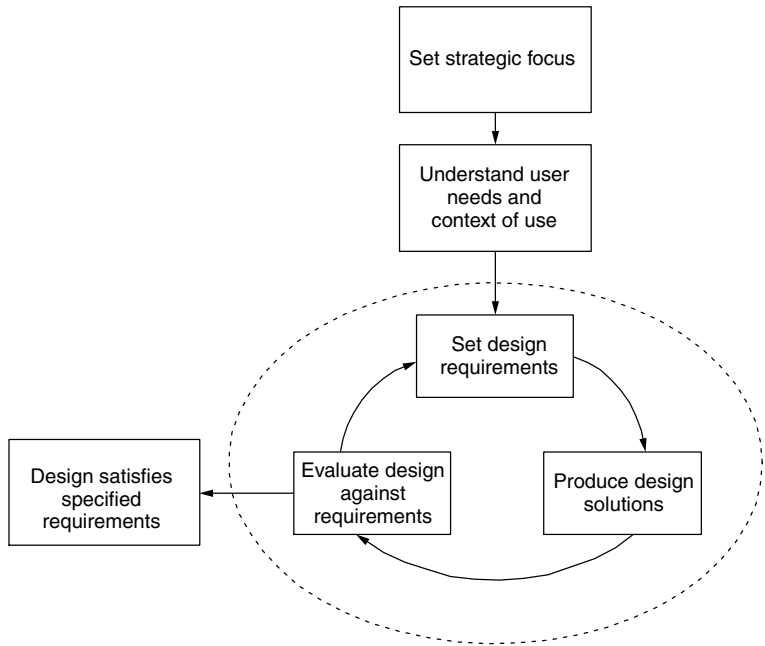 Set strategic focus
Understand user
needs and
context of use
Set design
requirements
Produce design
solutions
Evaluate design
against
requirements
Design satisfies
specified
requirements